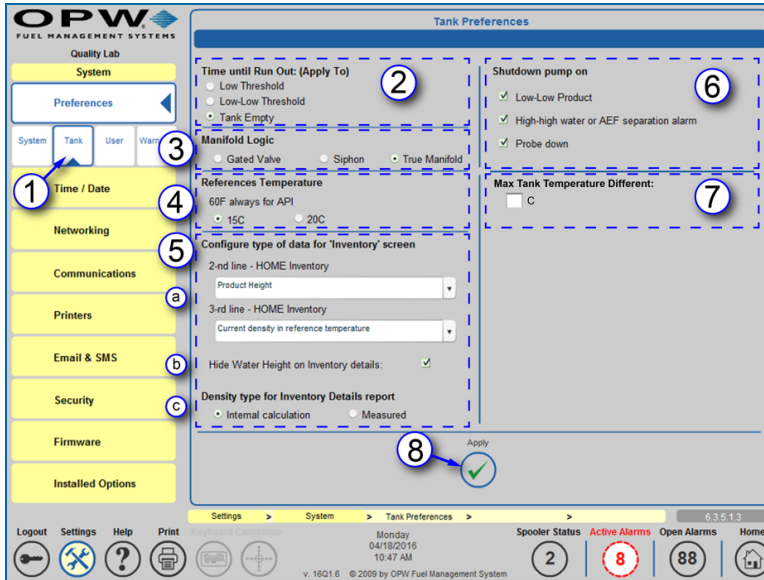 OPW
FUEL MANAGEMENT SYSTEMS
Tank Preferences
Quality Lab
System
Preferences
System Tank User Warn
1
Time / Date
Networking
Communications
Printers
Email & SMS
Security
Firmware
Installed Options
2
Time until Run Out: (Apply To)
Low Threshold
Low-Low Threshold
Tank Empty
3
Manifold Logic
Gated Valve Siphon True Manifold
4
References Temperature
60F always for API
15C 20C
5
Configure type of data for 'Inventory' screen
2-nd line - HOME Inventory
a
Product Height
3-rd line - HOME Inventory
Current density in reference temperature
b
Hide Water Height on Inventory details:
c
Density type for Inventory Details report
Internal calculation Measured
6
Shutdown pump on
Low-Low Product
High-high water or AEF separation alarm
Probe down
7
Max Tank Temperature Different:
C
8
Apply
Settings > System > Tank Preferences > >
6.3.5.1.3
Logout Settings Help Print Keyboard Calibration
Monday
04/18/2016
10:47 AM
v. 16Q1.6 © 2009 by OPW Fuel Management System
Spooler Status Active Alarms Open Alarms Home
2 8 88